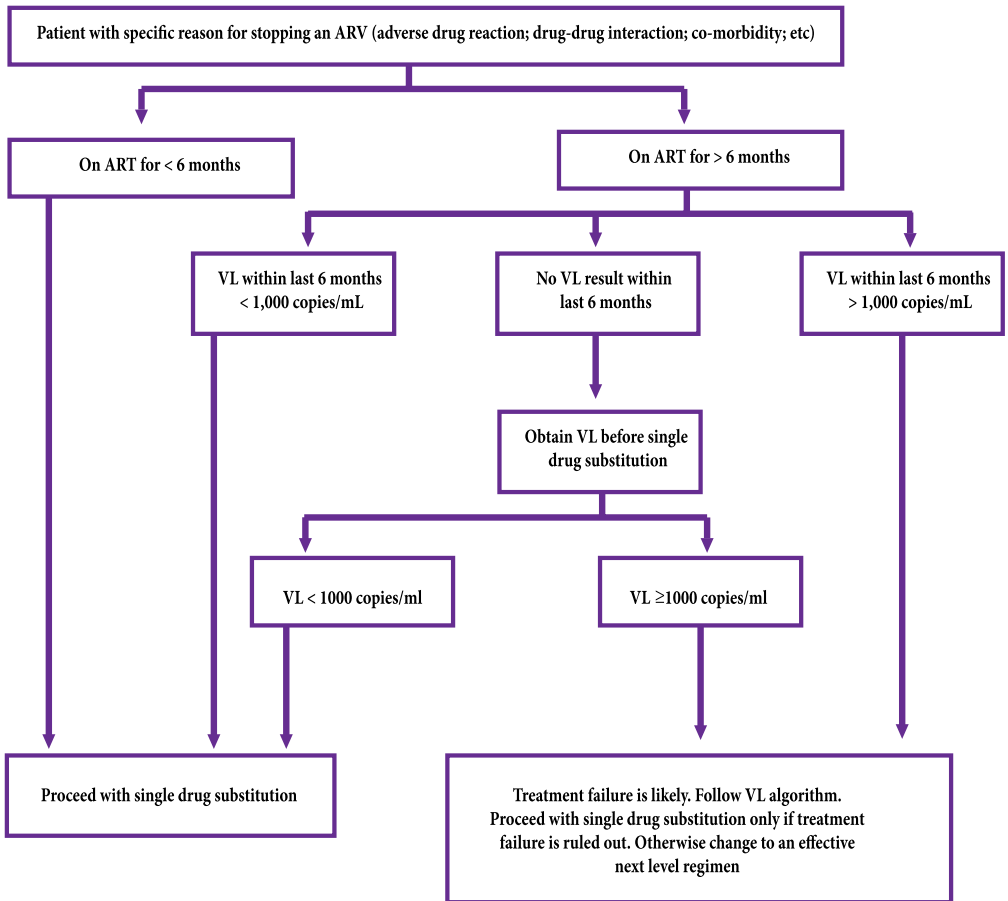 Patient with specific reason for stopping an ARV (adverse drug reaction; drug-drug interaction; co-morbidity; etc)
On ART for < 6 months
On ART for > 6 months
VL within last 6 months
< 1,000 copies/mL
No VL result within
last 6 months
VL within last 6 months
> 1,000 copies/mL
Obtain VL before single
drug substitution
VL < 1000 copies/ml
VL ≥1000 copies/ml
Proceed with single drug substitution
Treatment failure is likely. Follow VL algorithm.
Proceed with single drug substitution only if treatment
failure is ruled out. Otherwise change to an effective
next level regimen